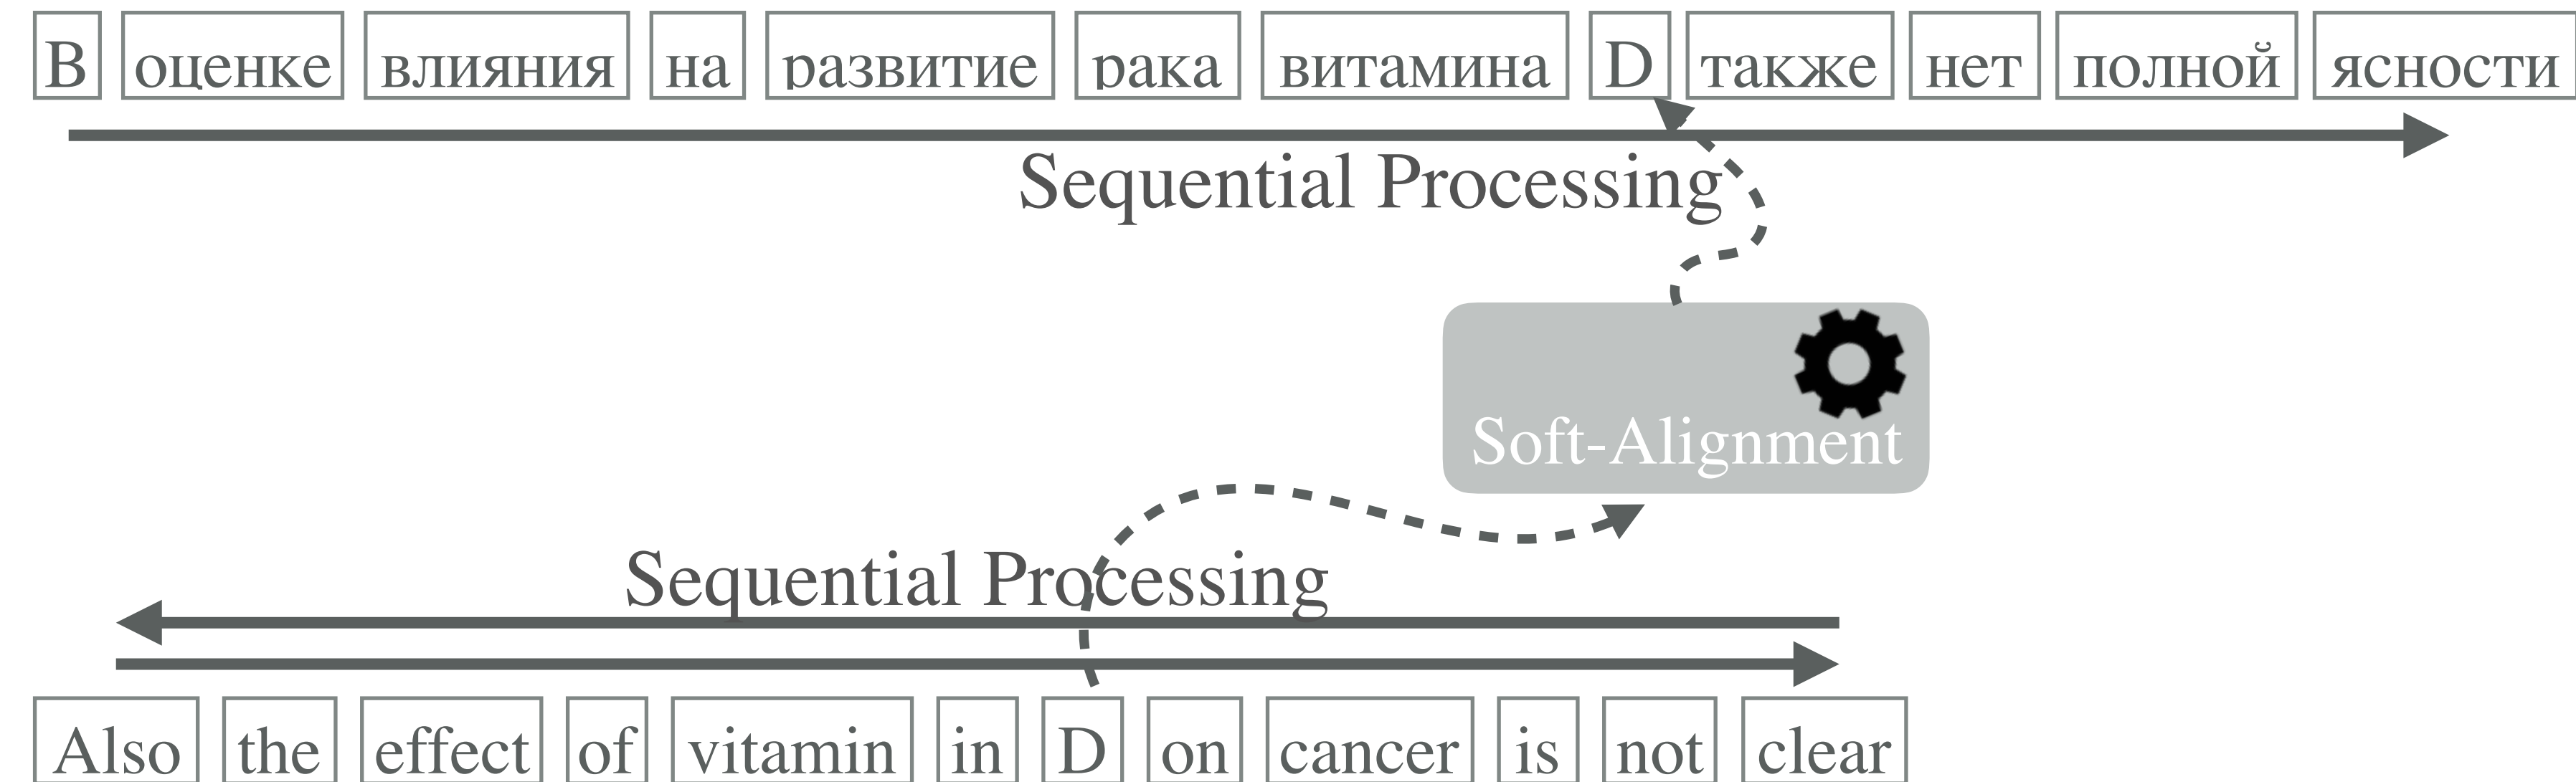 В оценке влияния на развитие рака витамина D также нет полной ясности
Sequential Processing
Soft-Alignment
Sequential Processing
Also the effect of vitamin in D on cancer is not clear